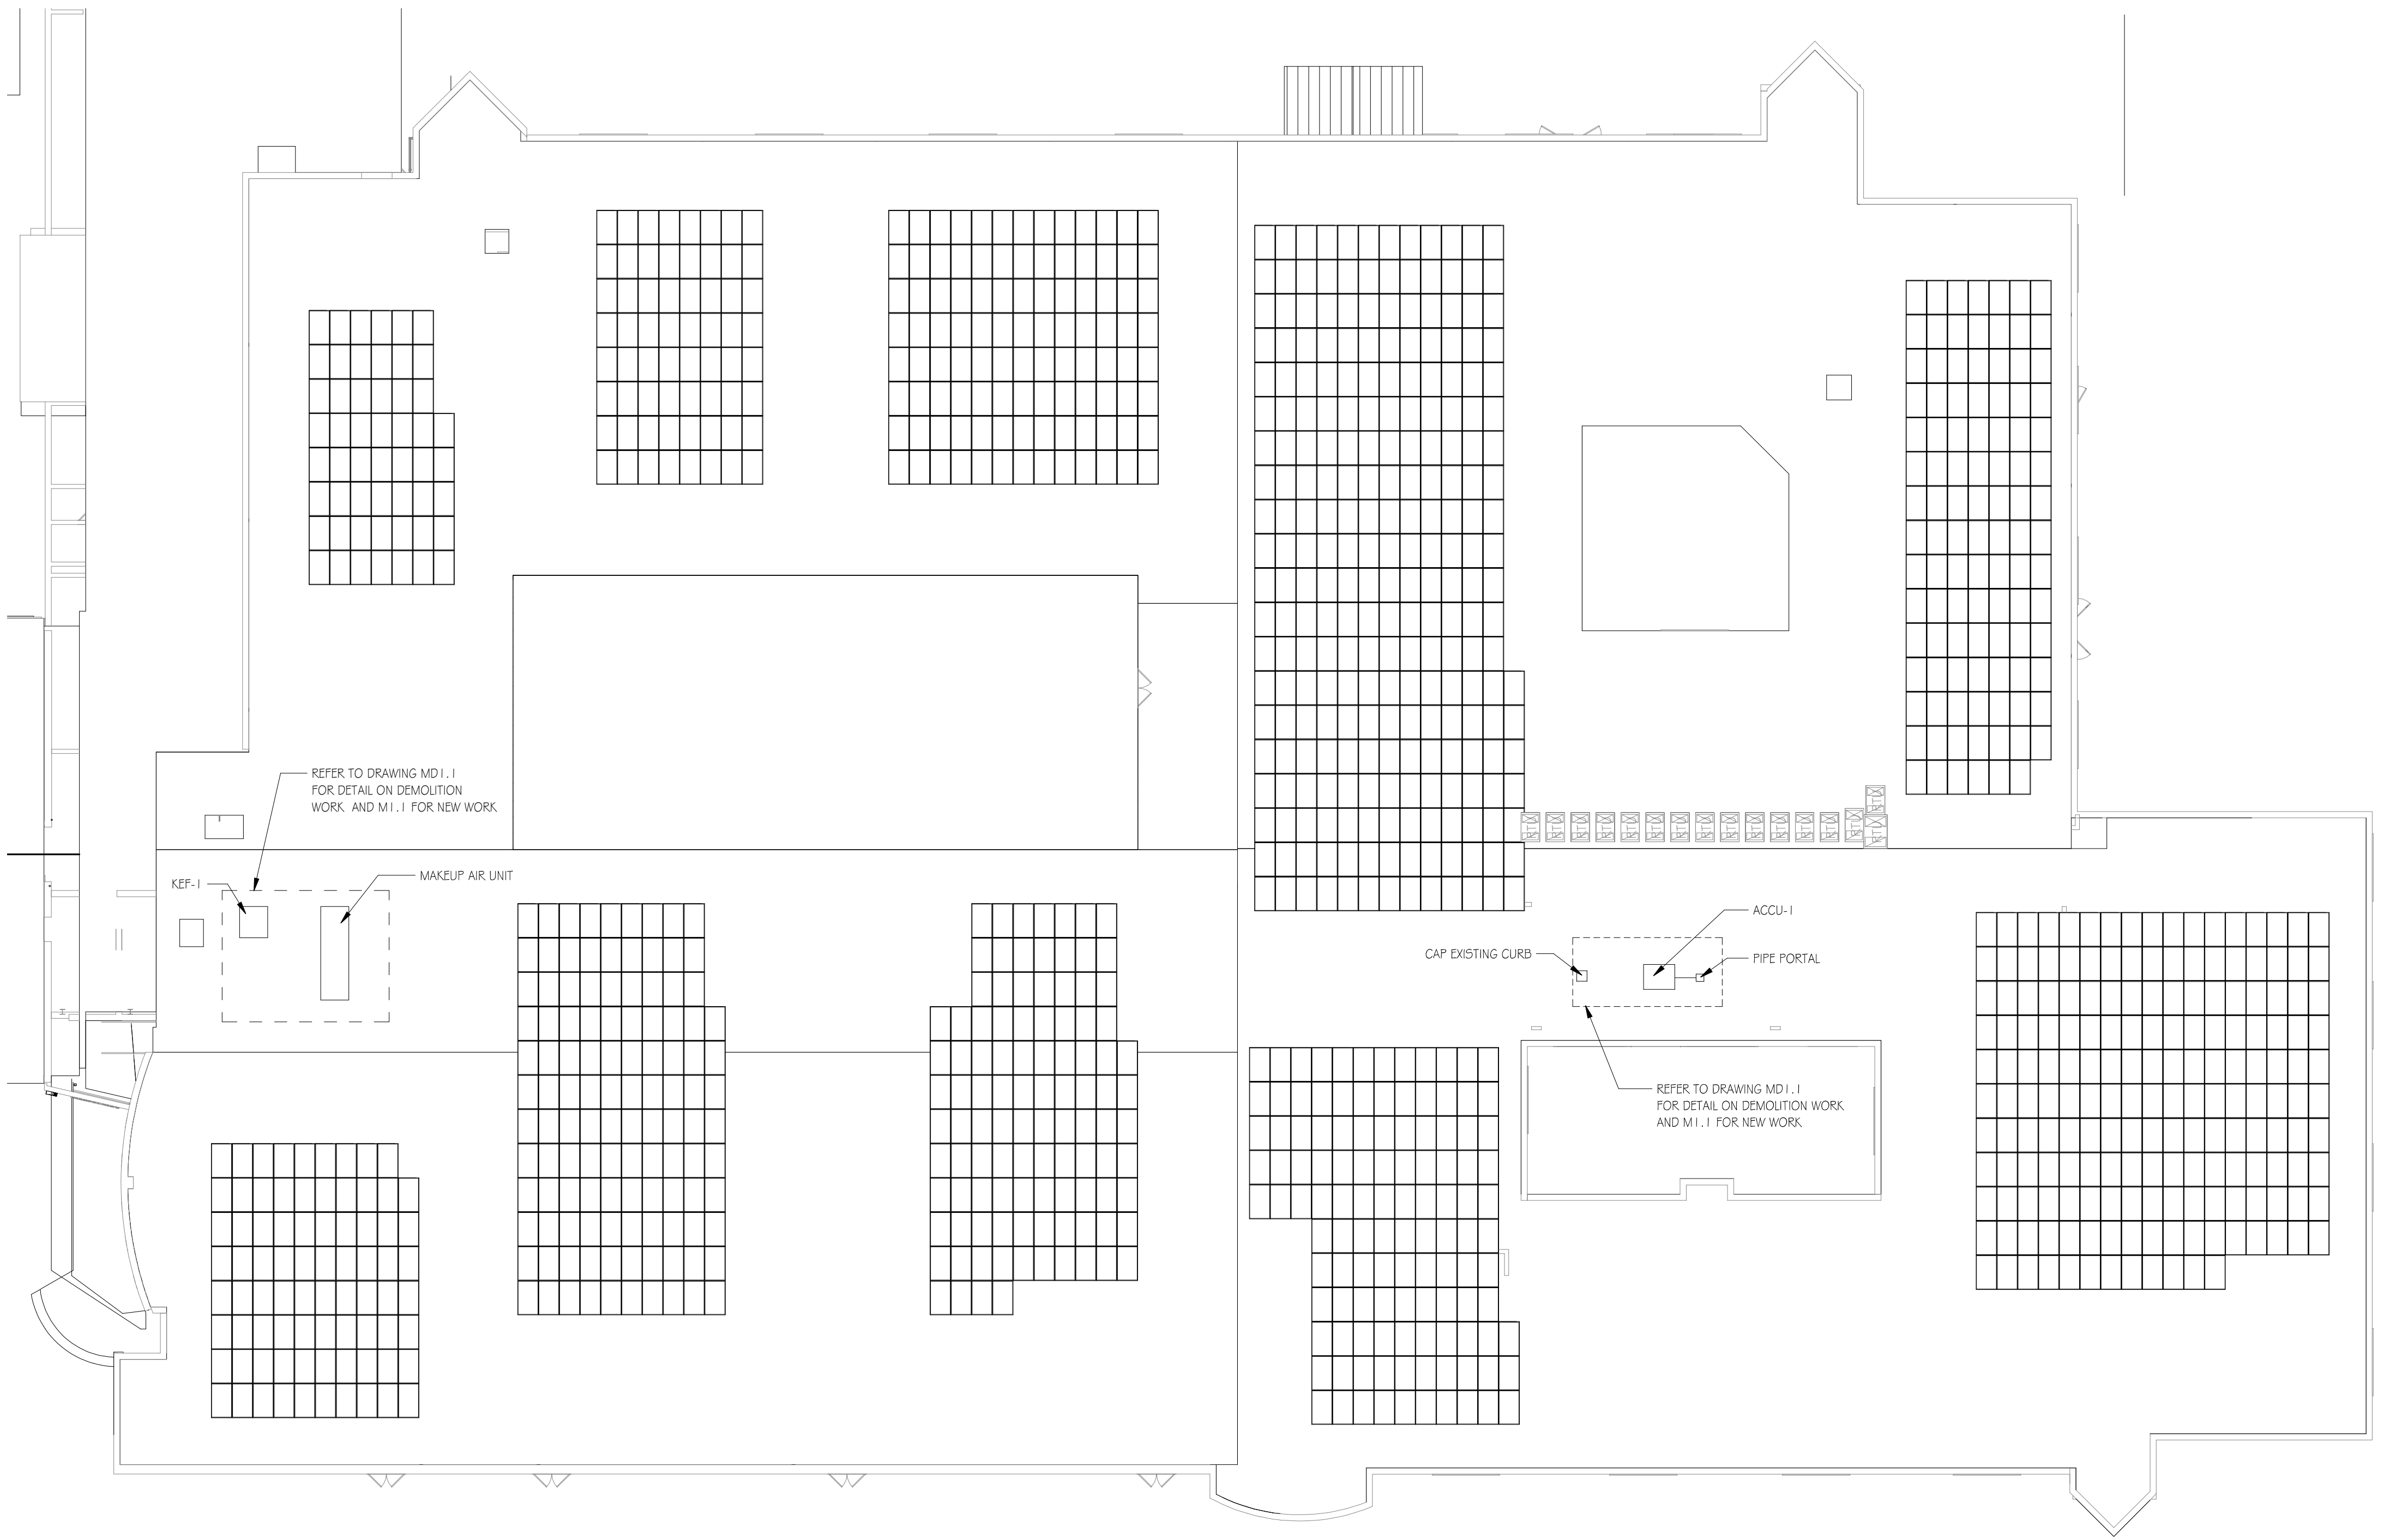 REFER TO DRAWING MD1.1
FOR DETAIL ON DEMOLITION
WORK AND M1.1 FOR NEW WORK
KEF-1
MAKEUP AIR UNIT
ACCU-1
CAP EXISTING CURB
PIPE PORTAL
REFER TO DRAWING MD1.1
FOR DETAIL ON DEMOLITION WORK
AND M1.1 FOR NEW WORK